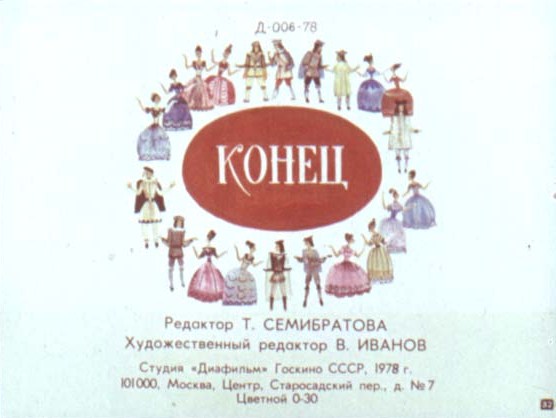 Д-006-78
КОНЕЦ
Редактор Т. СЕМИБРАТОВА
Художественный редактор В. ИВАНОВ
Студия «Диафильм» Госкино СССР, 1978 г.
101000, Москва, Центр, Старосадский пер., д. №7
Цветной 0-30